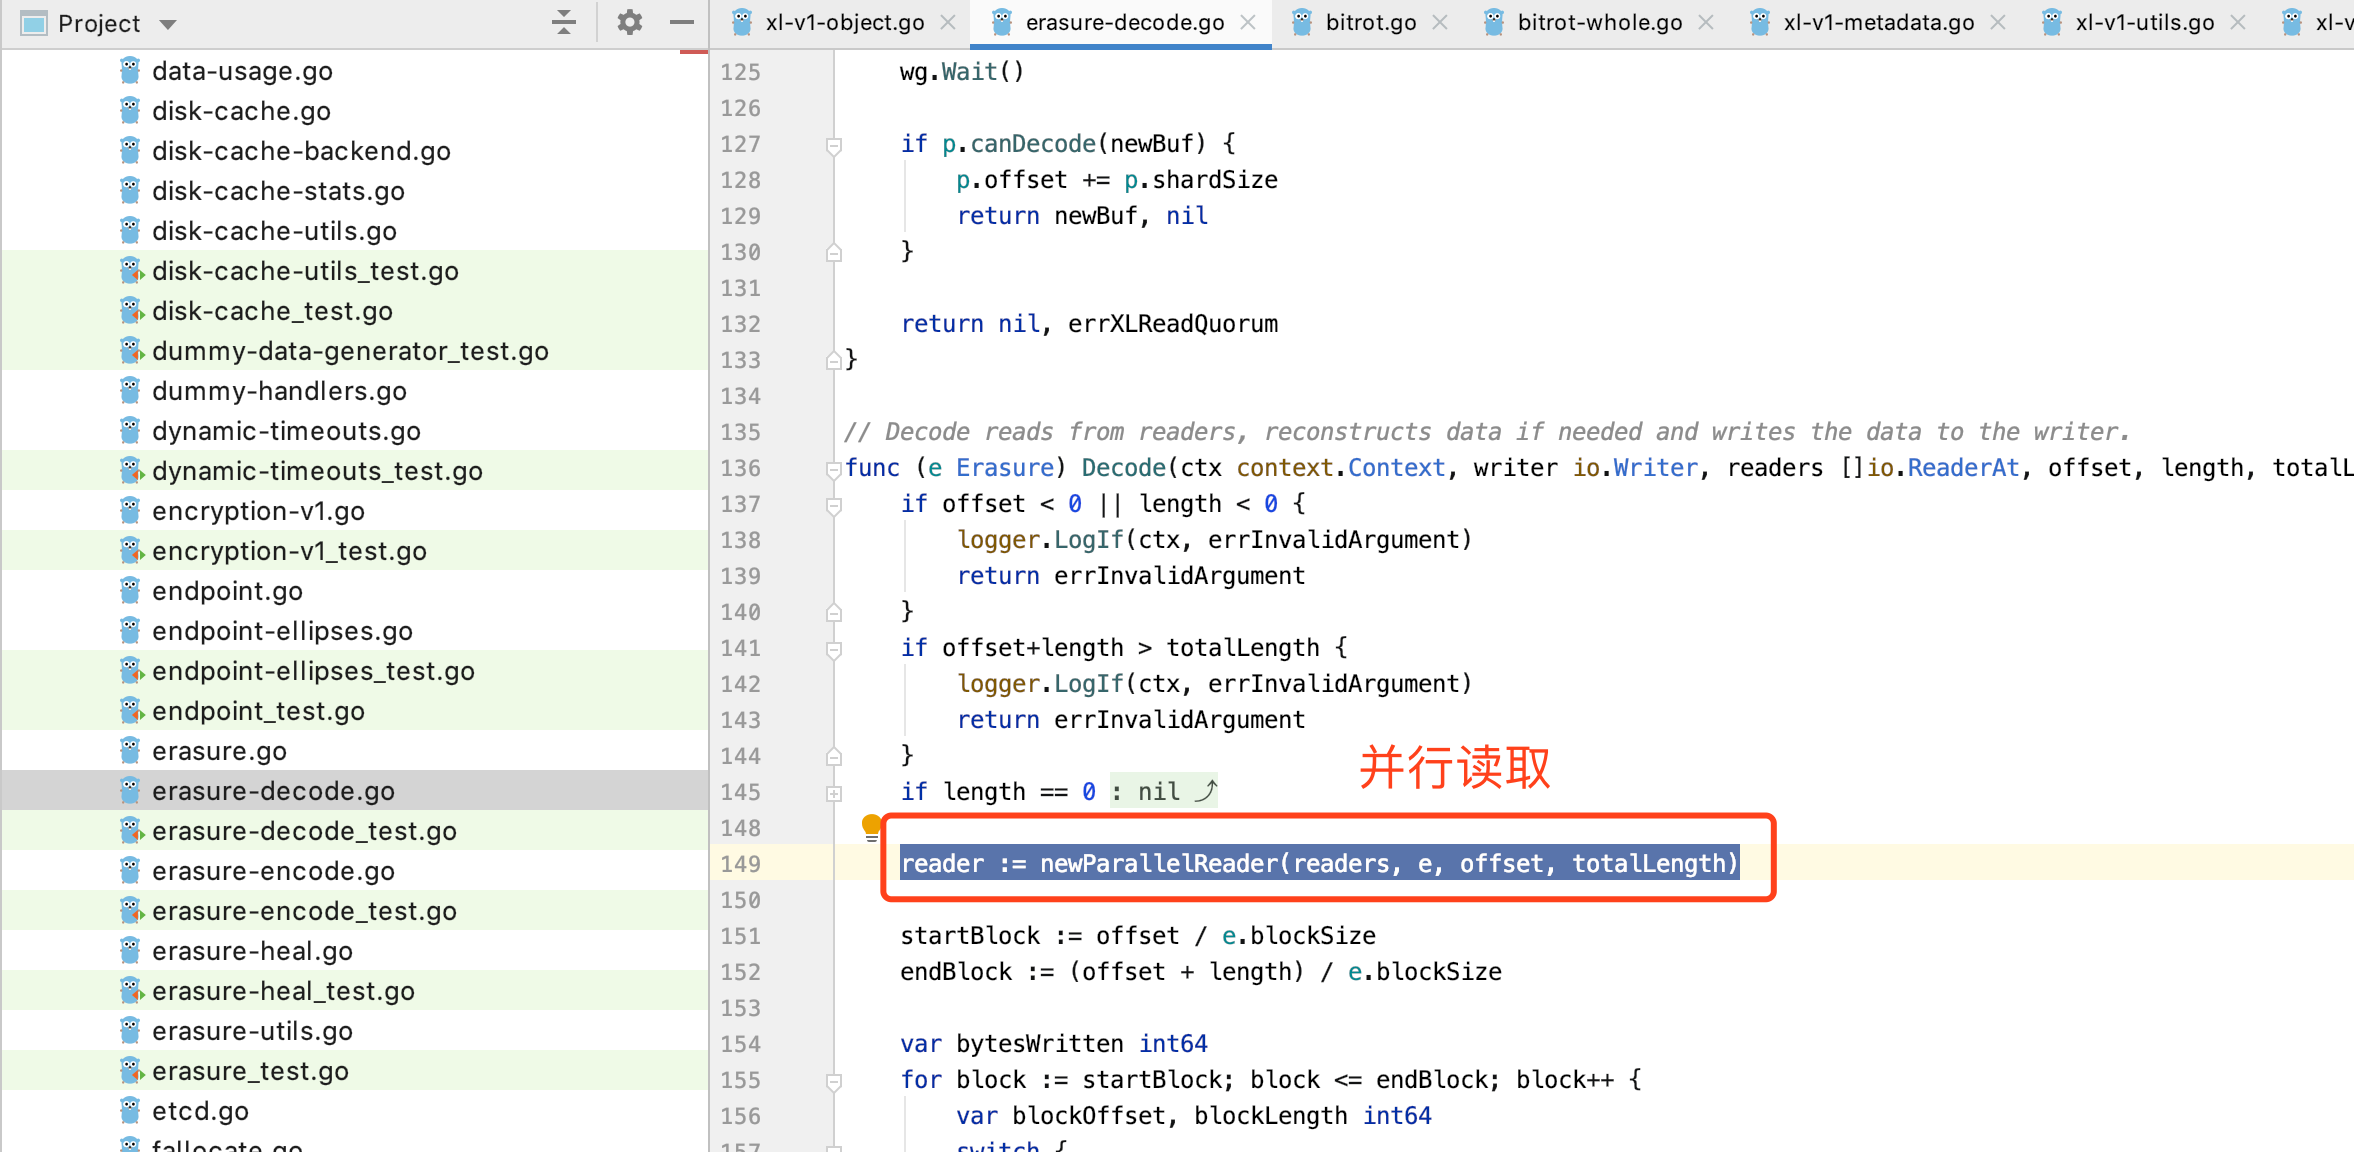 Project
data-usage.go
disk-cache.go
disk-cache-backend.go
disk-cache-stats.go
disk-cache-utils.go
disk-cache-utils_test.go
disk-cache_test.go
dummy-data-generator_test.go
dummy-handlers.go
dynamic-timeouts.go
dynamic-timeouts_test.go
encryption-v1.go
encryption-v1_test.go
endpoint.go
endpoint-ellipses.go
endpoint-ellipses_test.go
endpoint_test.go
erasure.go
erasure-decode.go
erasure-decode_test.go
erasure-encode.go
erasure-encode_test.go
erasure-heal.go
erasure-heal_test.go
erasure-utils.go
erasure_test.go
etcd.go
fallocate.go
xl-v1-object.go erasure-decode.go bitrot.go bitrot-whole.go xl-v1-metadata.go xl-v1-utils.go xl-v
125 wg.Wait()
126
127 if p.canDecode(newBuf) {
128 p.offset += p.shardSize
129 return newBuf, nil
130 }
131
132 return nil, errXLReadQuorum
133 }
134
135 // Decode reads from readers, reconstructs data if needed and writes the data to the writer.
136 func (e Erasure) Decode(ctx context.Context, writer io.Writer, readers []io.ReaderAt, offset, length, totalL
137 if offset < 0 || length < 0 {
138 logger.LogIf(ctx, errInvalidArgument)
139 return errInvalidArgument
140 }
141 if offset+length > totalLength {
142 logger.LogIf(ctx, errInvalidArgument)
143 return errInvalidArgument
144 }
并行读取
145 if length == 0 : nil ⤴
148
149 reader := newParallelReader(readers, e, offset, totalLength)
150
151 startBlock := offset / e.blockSize
152 endBlock := (offset + length) / e.blockSize
153
154 var bytesWritten int64
155 for block := startBlock; block <= endBlock; block++ {
156 var blockOffset, blockLength int64
157 switch {